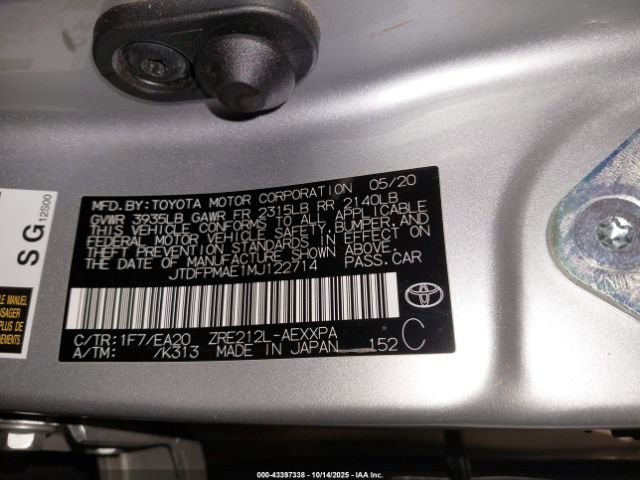 MFD. BY: TOYOTA MOTOR CORPORATION 05/20
GVWR 3935LB GAWR FR 2315LB RR 2140LB
THIS VEHICLE CONFORMS TO ALL APPLICABLE
FEDERAL MOTOR VEHICLE SAFETY, BUMPER, AND
THEFT PREVENTION STANDARDS IN EFFECT ON
THE DATE OF MANUFACTURE SHOWN ABOVE.
JTDFPMAE1MJ122714 PASS.CAR
C/TR:1F7/EA20 ZRE212L-AEXXPA
A/TM: /K313 MADE IN JAPAN 152 C
SG
12S00
000-43397338 | 10/14/2025 | IAA Inc.